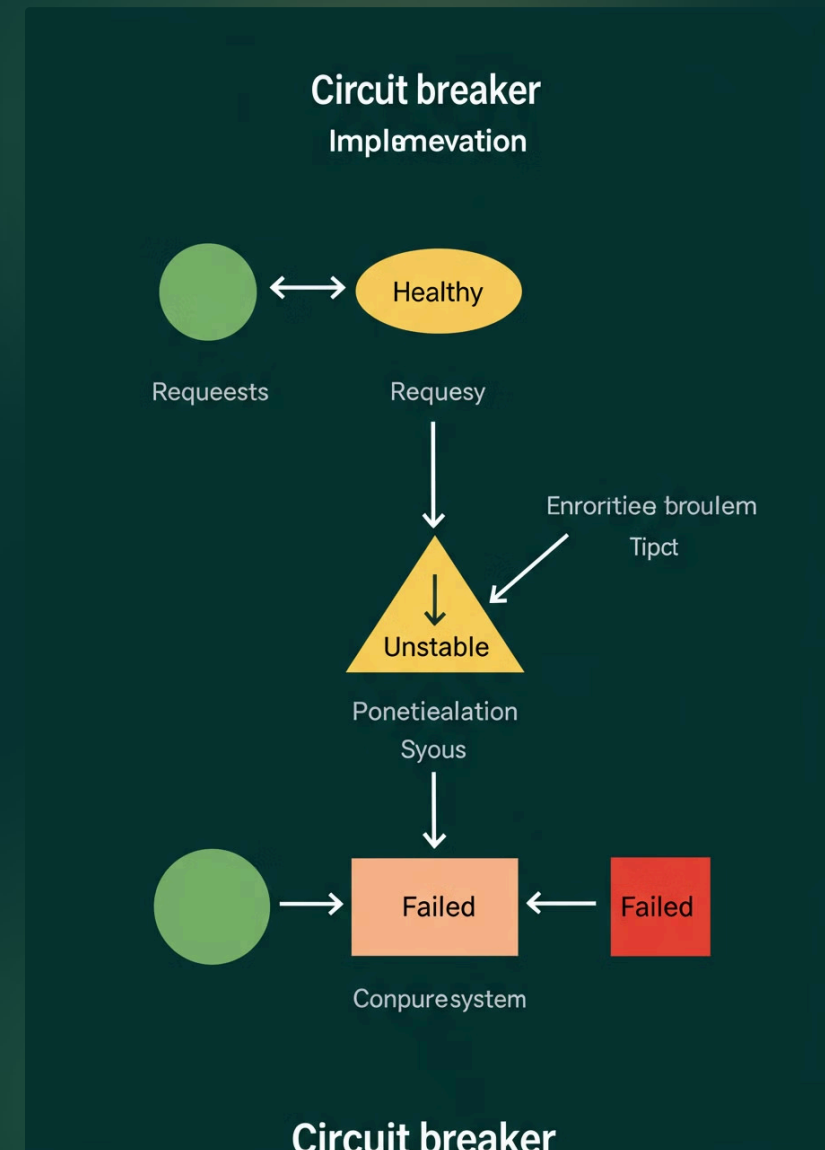 Circuit breaker
Implemevation
Healthy
Requeests
Requesy
Enroritiee broulem
Tipct
Unstable
Ponetiealation
Syous
Failed
Failed
Conpuresystem
Circuit breaker